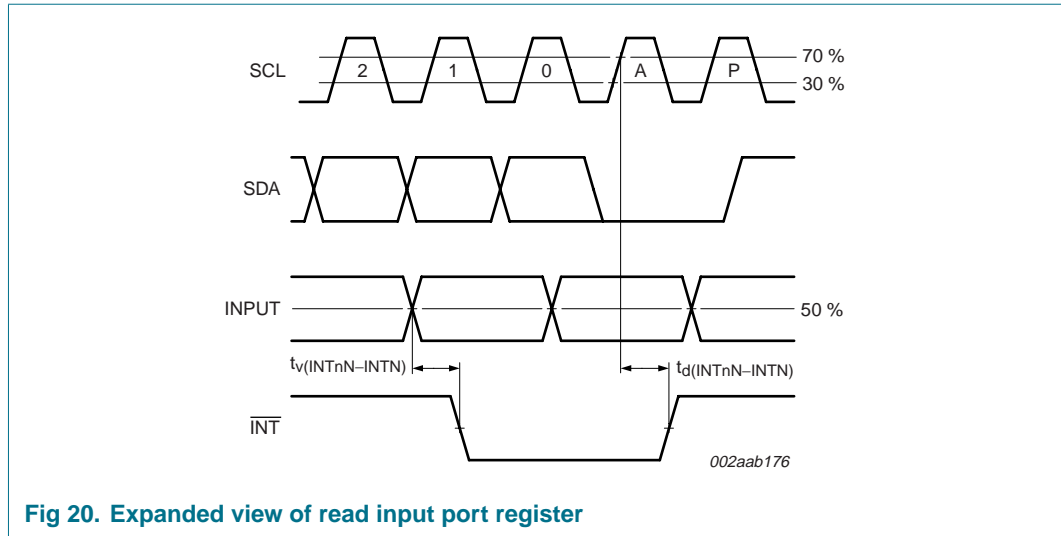 SCL
2 1 0 A P
70 %
30 %
SDA
INPUT
50 %
tv(INTnN–INTN)
td(INTnN–INTN)
INT
002aab176
Fig 20. Expanded view of read input port register